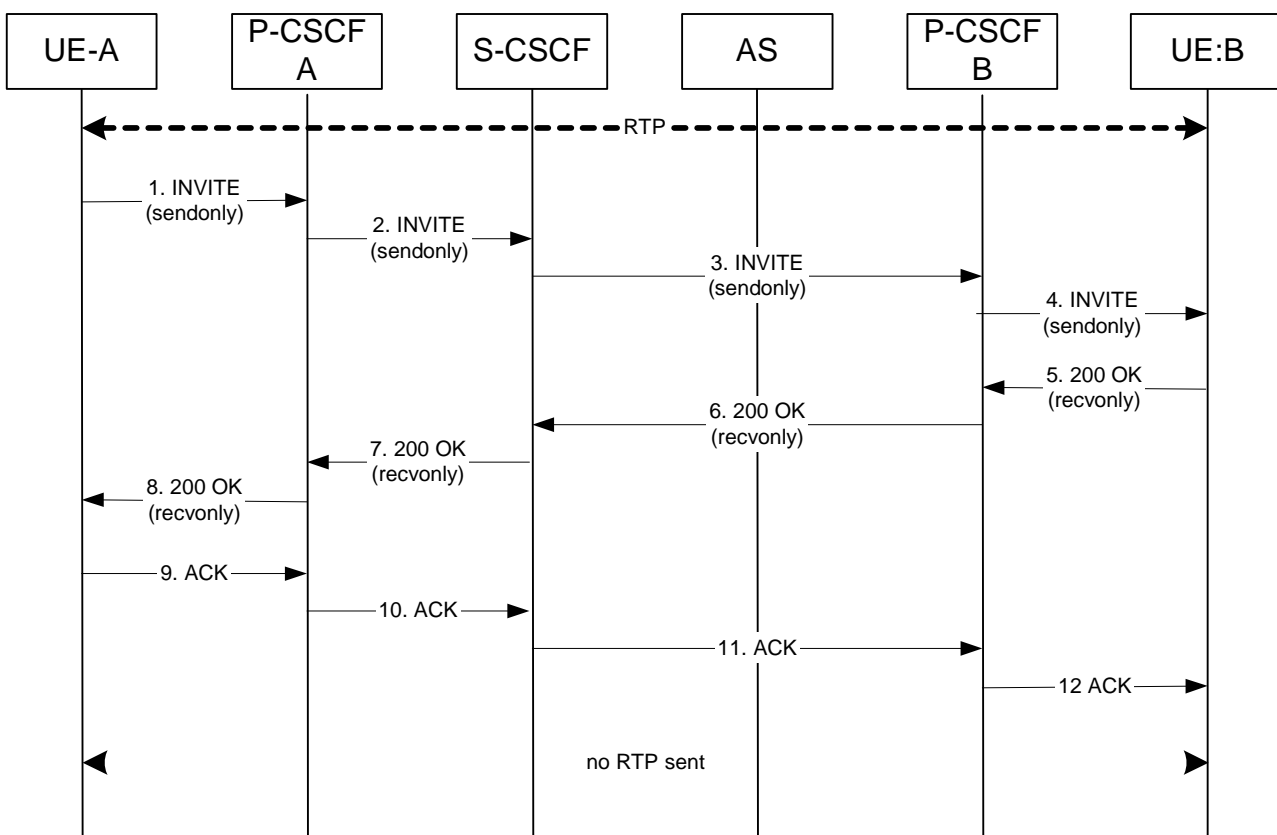 UE-A
P-CSCF
A
S-CSCF
AS
P-CSCF
B
UE:B
RTP
1. INVITE
(sendonly)
2. INVITE
(sendonly)
3. INVITE
(sendonly)
4. INVITE
(sendonly)
5. 200 OK
(recvonly)
6. 200 OK
(recvonly)
7. 200 OK
(recvonly)
8. 200 OK
(recvonly)
9. ACK
10. ACK
11. ACK
12 ACK
no RTP sent